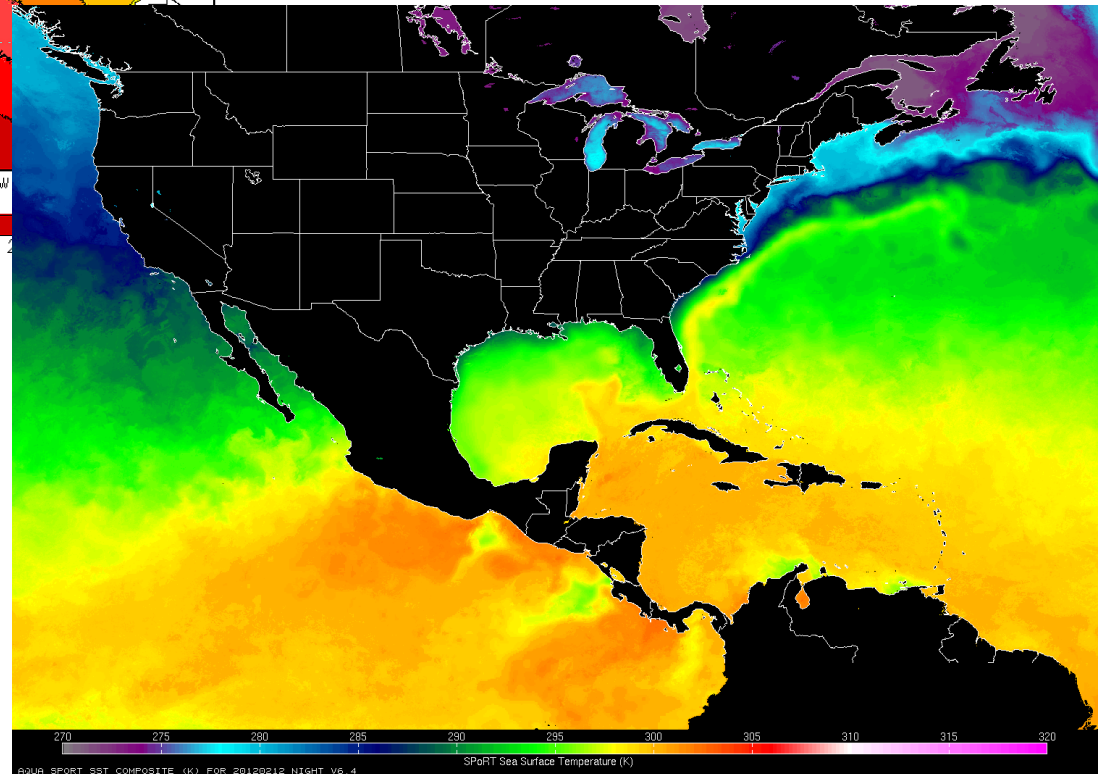 W
2
270 275 280 285 290 295 300 305 310 315 320
SPoRT Sea Surface Temperature (K)
AQUA SPORT SST COMPOSITE (K) FOR 20120212 NIGHT V6.4